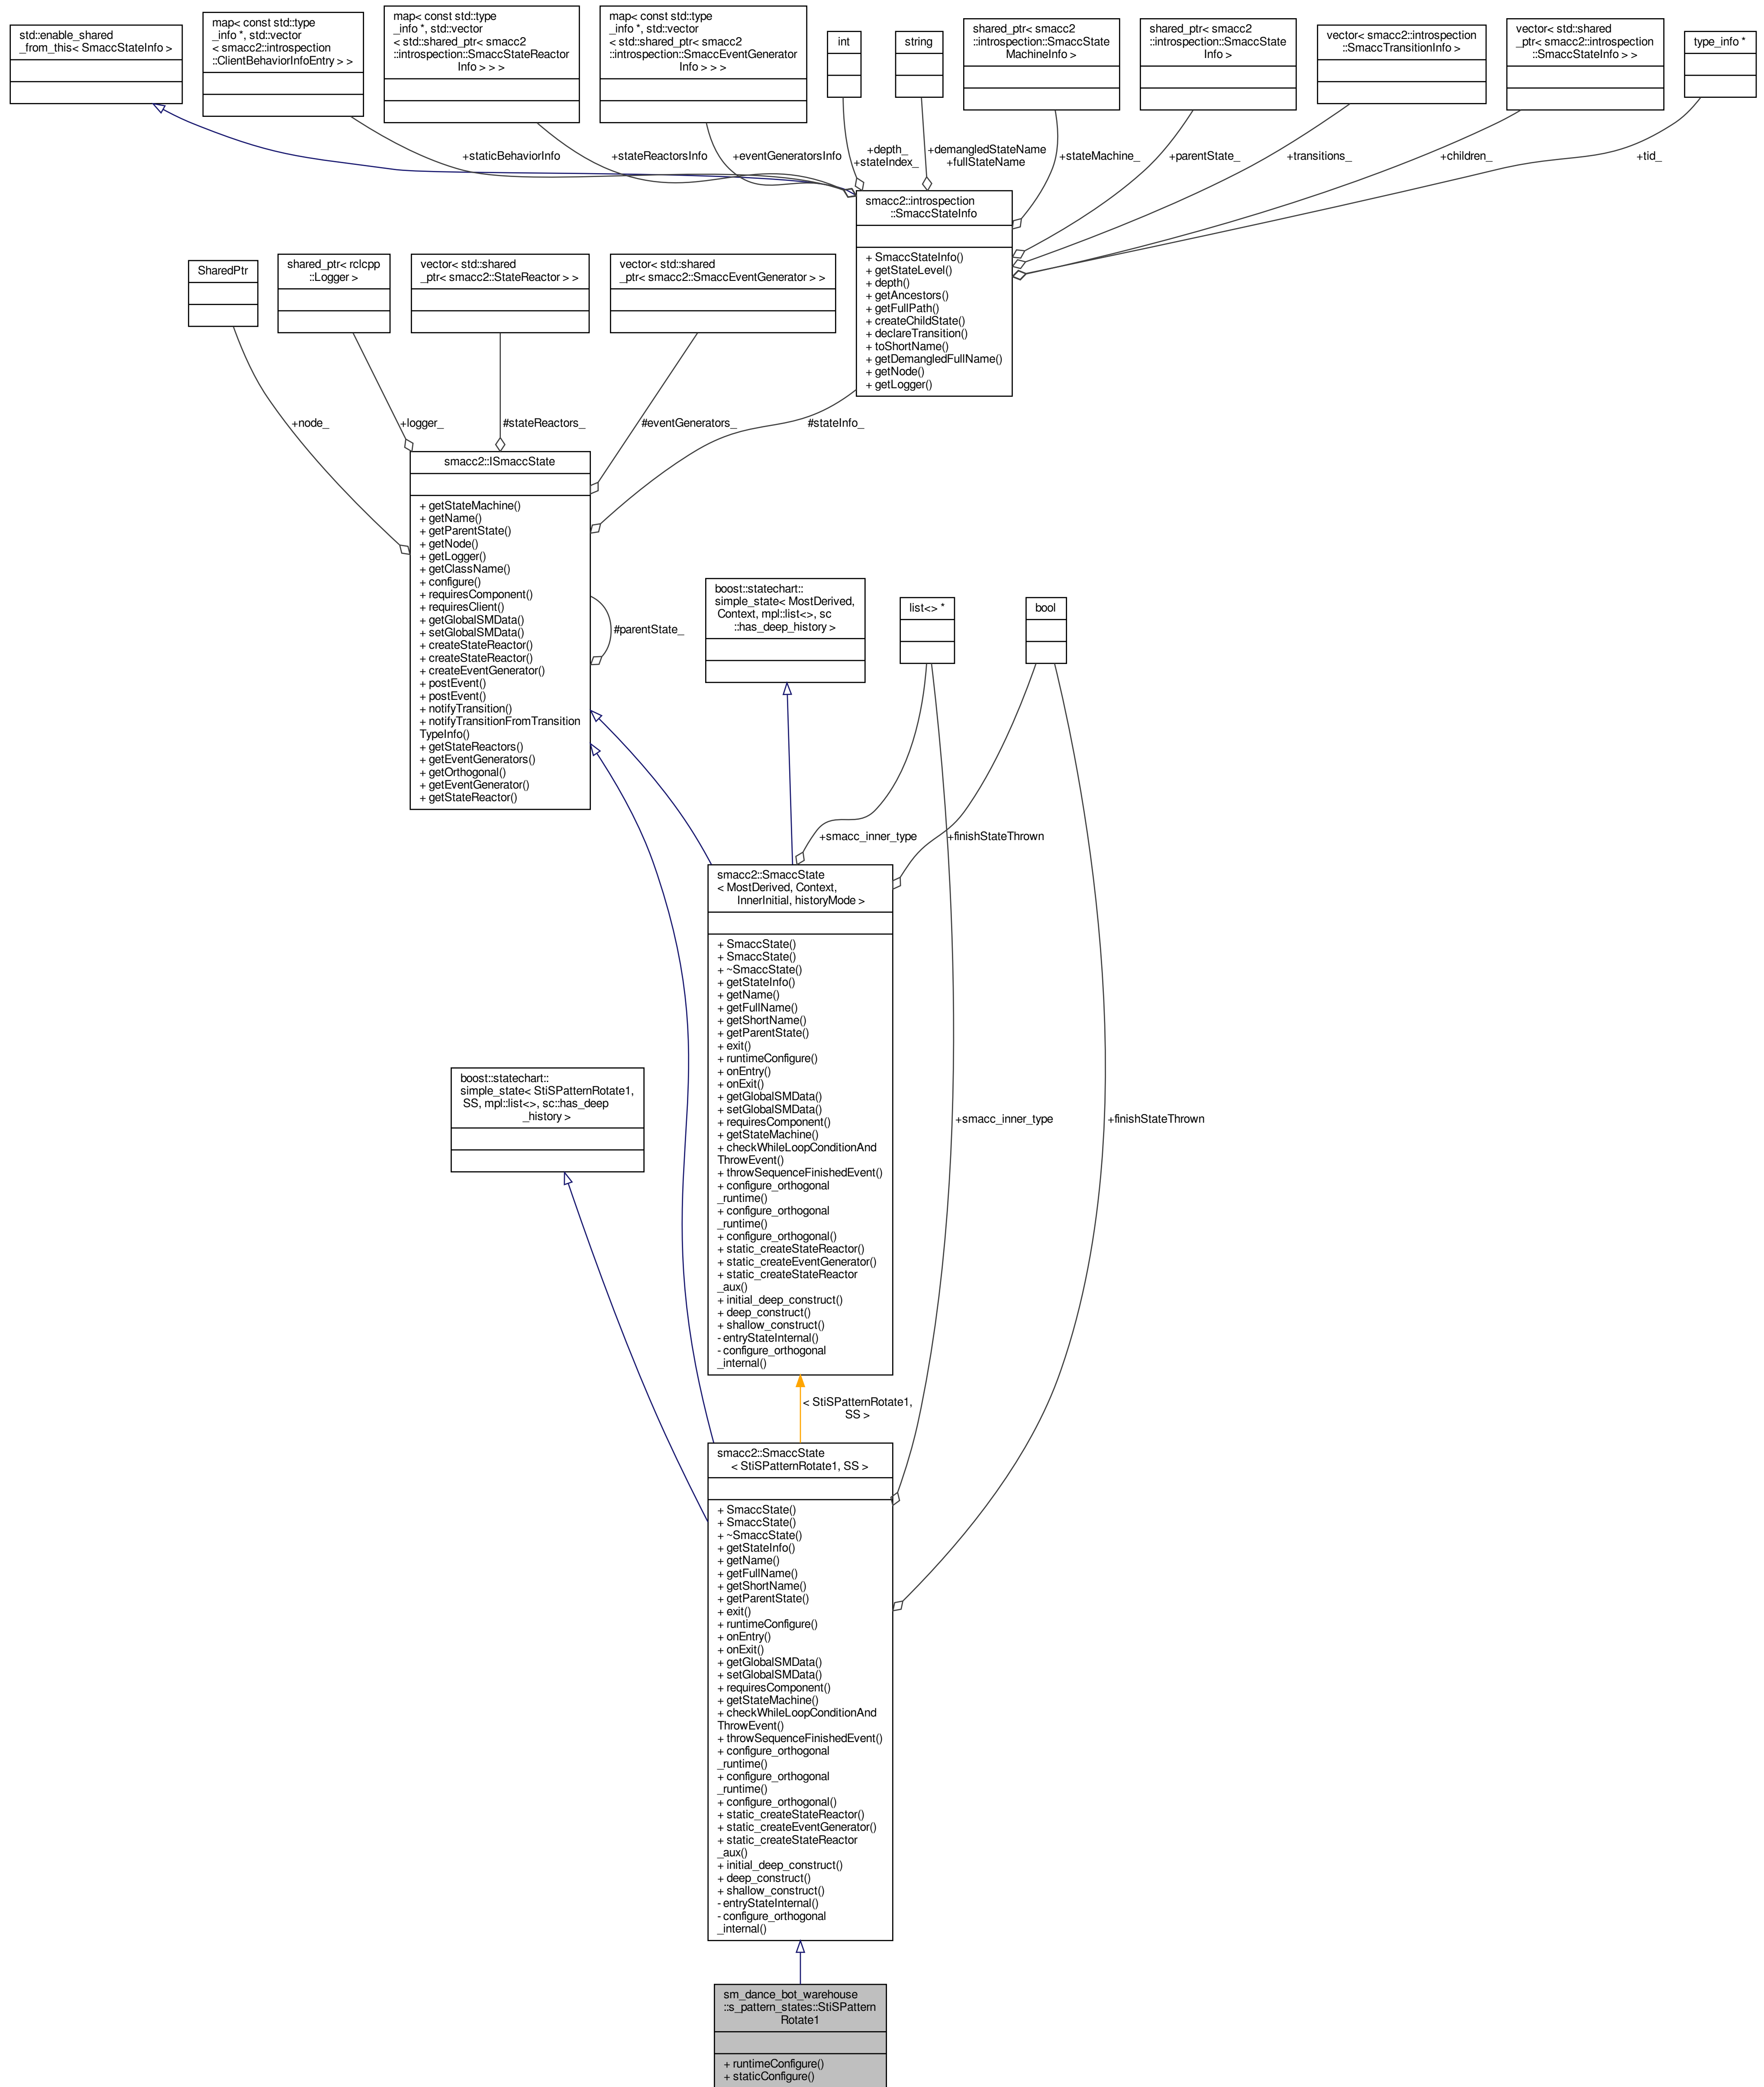 std::enable_shared
_from_this< SmaccStateInfo >
map< const std::type
_info *, std::vector
< smacc2::introspection
::ClientBehaviorInfoEntry > >
map< const std::type
_info *, std::vector
< std::shared_ptr< smacc2
::introspection::SmaccStateReactor
Info > > >
map< const std::type
_info *, std::vector
< std::shared_ptr< smacc2
::introspection::SmaccEventGenerator
Info > > >
int
string
shared_ptr< smacc2
::introspection::SmaccState
MachineInfo >
shared_ptr< smacc2
::introspection::SmaccState
Info >
vector< smacc2::introspection
::SmaccTransitionInfo >
vector< std::shared
_ptr< smacc2::introspection
::SmaccStateInfo > >
type_info *
+staticBehaviorInfo
+stateReactorsInfo
+eventGeneratorsInfo
+depth_
+stateIndex_
+demangledStateName
+fullStateName
+stateMachine_
+parentState_
+transitions_
+children_
+tid_
smacc2::introspection
::SmaccStateInfo
+ SmaccStateInfo()
+ getStateLevel()
+ depth()
+ getAncestors()
+ getFullPath()
+ createChildState()
+ declareTransition()
+ toShortName()
+ getDemangledFullName()
+ getNode()
+ getLogger()
SharedPtr
shared_ptr< rclcpp
::Logger >
vector< std::shared
_ptr< smacc2::StateReactor > >
vector< std::shared
_ptr< smacc2::SmaccEventGenerator > >
+node_
+logger_
#stateReactors_
#eventGenerators_
#stateInfo_
smacc2::ISmaccState
+ getStateMachine()
+ getName()
+ getParentState()
+ getNode()
+ getLogger()
+ getClassName()
+ configure()
+ requiresComponent()
+ requiresClient()
+ getGlobalSMData()
+ setGlobalSMData()
+ createStateReactor()
+ createStateReactor()
+ createEventGenerator()
+ postEvent()
+ postEvent()
+ notifyTransition()
+ notifyTransitionFromTransition
TypeInfo()
+ getStateReactors()
+ getEventGenerators()
+ getOrthogonal()
+ getEventGenerator()
+ getStateReactor()
#parentState_
boost::statechart::
simple_state< MostDerived,
Context, mpl::list<>, sc
::has_deep_history >
list<> *
bool
+smacc_inner_type
+finishStateThrown
smacc2::SmaccState
< MostDerived, Context,
InnerInitial, historyMode >
+ SmaccState()
+ SmaccState()
+ ~SmaccState()
+ getStateInfo()
+ getName()
+ getFullName()
+ getShortName()
+ getParentState()
+ exit()
+ runtimeConfigure()
+ onEntry()
+ onExit()
+ getGlobalSMData()
+ setGlobalSMData()
+ requiresComponent()
+ getStateMachine()
+ checkWhileLoopConditionAnd
ThrowEvent()
+ throwSequenceFinishedEvent()
+ configure_orthogonal
_runtime()
+ configure_orthogonal
_runtime()
+ configure_orthogonal()
+ static_createStateReactor()
+ static_createEventGenerator()
+ static_createStateReactor
_aux()
+ initial_deep_construct()
+ deep_construct()
+ shallow_construct()
- entryStateInternal()
- configure_orthogonal
_internal()
boost::statechart::
simple_state< StiSPatternRotate1,
SS, mpl::list<>, sc::has_deep
_history >
+smacc_inner_type
+finishStateThrown
< StiSPatternRotate1,
SS >
smacc2::SmaccState
< StiSPatternRotate1, SS >
+ SmaccState()
+ SmaccState()
+ ~SmaccState()
+ getStateInfo()
+ getName()
+ getFullName()
+ getShortName()
+ getParentState()
+ exit()
+ runtimeConfigure()
+ onEntry()
+ onExit()
+ getGlobalSMData()
+ setGlobalSMData()
+ requiresComponent()
+ getStateMachine()
+ checkWhileLoopConditionAnd
ThrowEvent()
+ throwSequenceFinishedEvent()
+ configure_orthogonal
_runtime()
+ configure_orthogonal
_runtime()
+ configure_orthogonal()
+ static_createStateReactor()
+ static_createEventGenerator()
+ static_createStateReactor
_aux()
+ initial_deep_construct()
+ deep_construct()
+ shallow_construct()
- entryStateInternal()
- configure_orthogonal
_internal()
sm_dance_bot_warehouse
::s_pattern_states::StiSPattern
Rotate1
+ runtimeConfigure()
+ staticConfigure()